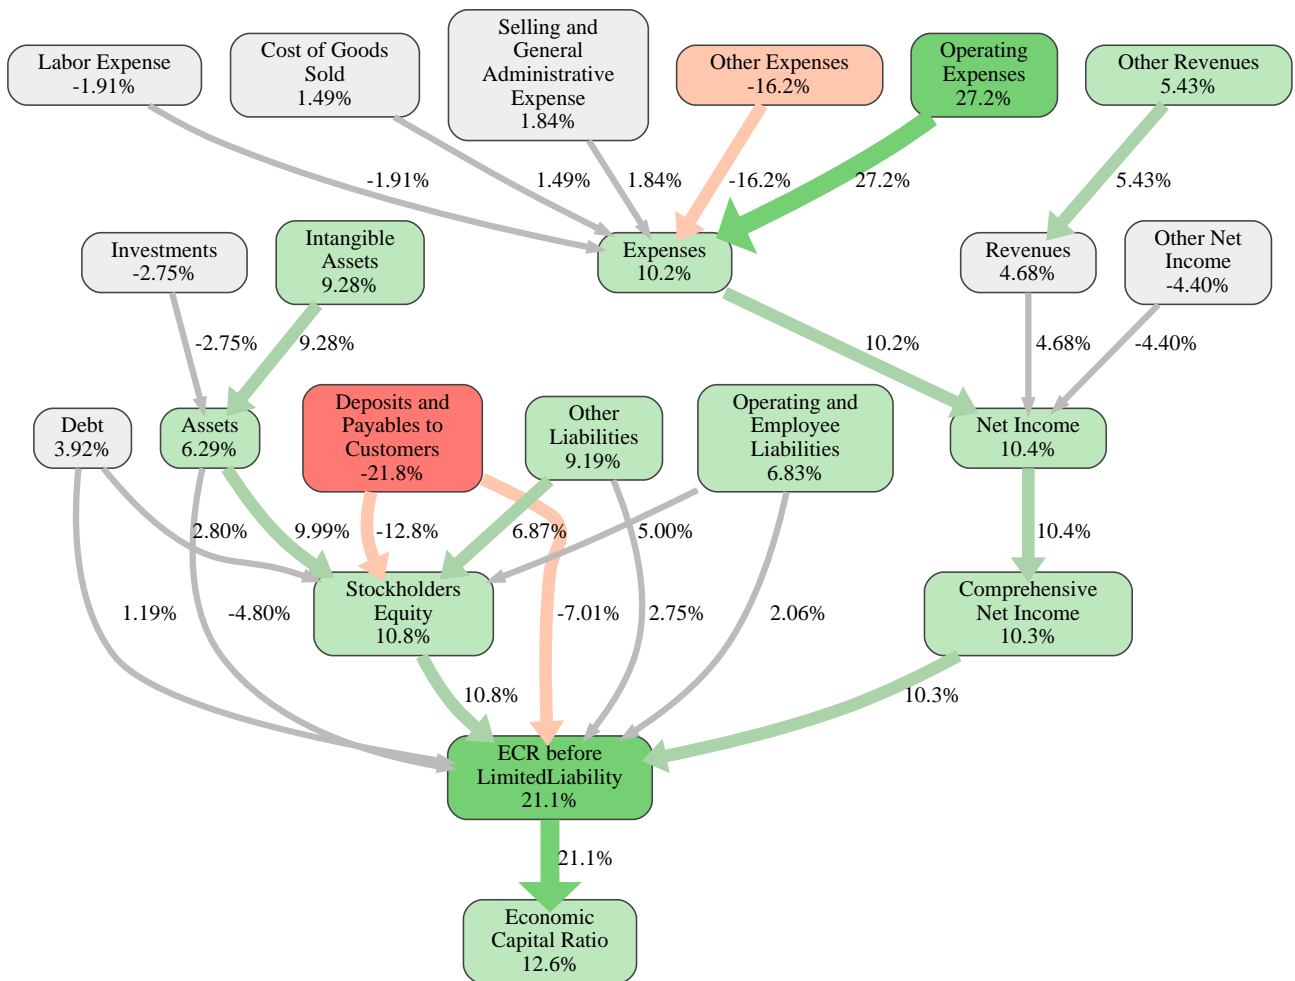 Labor Expense
-1.91%
Cost of Goods
Sold
1.49%
Selling and
General
Administrative
Expense
1.84%
Other Expenses
-16.2%
Operating
Expenses
27.2%
Other Revenues
5.43%
-1.91%
1.49%
1.84%
-16.2%
27.2%
5.43%
Investments
-2.75%
Intangible
Assets
9.28%
Expenses
10.2%
Revenues
4.68%
Other Net
Income
-4.40%
-2.75%
9.28%
10.2%
4.68%
-4.40%
Debt
3.92%
Assets
6.29%
Deposits and
Payables to
Customers
-21.8%
Other
Liabilities
9.19%
Operating and
Employee
Liabilities
6.83%
Net Income
10.4%
2.80%
9.99%
-12.8%
6.87%
5.00%
10.4%
Stockholders
Equity
10.8%
Comprehensive
Net Income
10.3%
1.19%
-4.80%
-7.01%
2.75%
2.06%
10.8%
10.3%
ECR before
LimitedLiability
21.1%
21.1%
Economic
Capital Ratio
12.6%